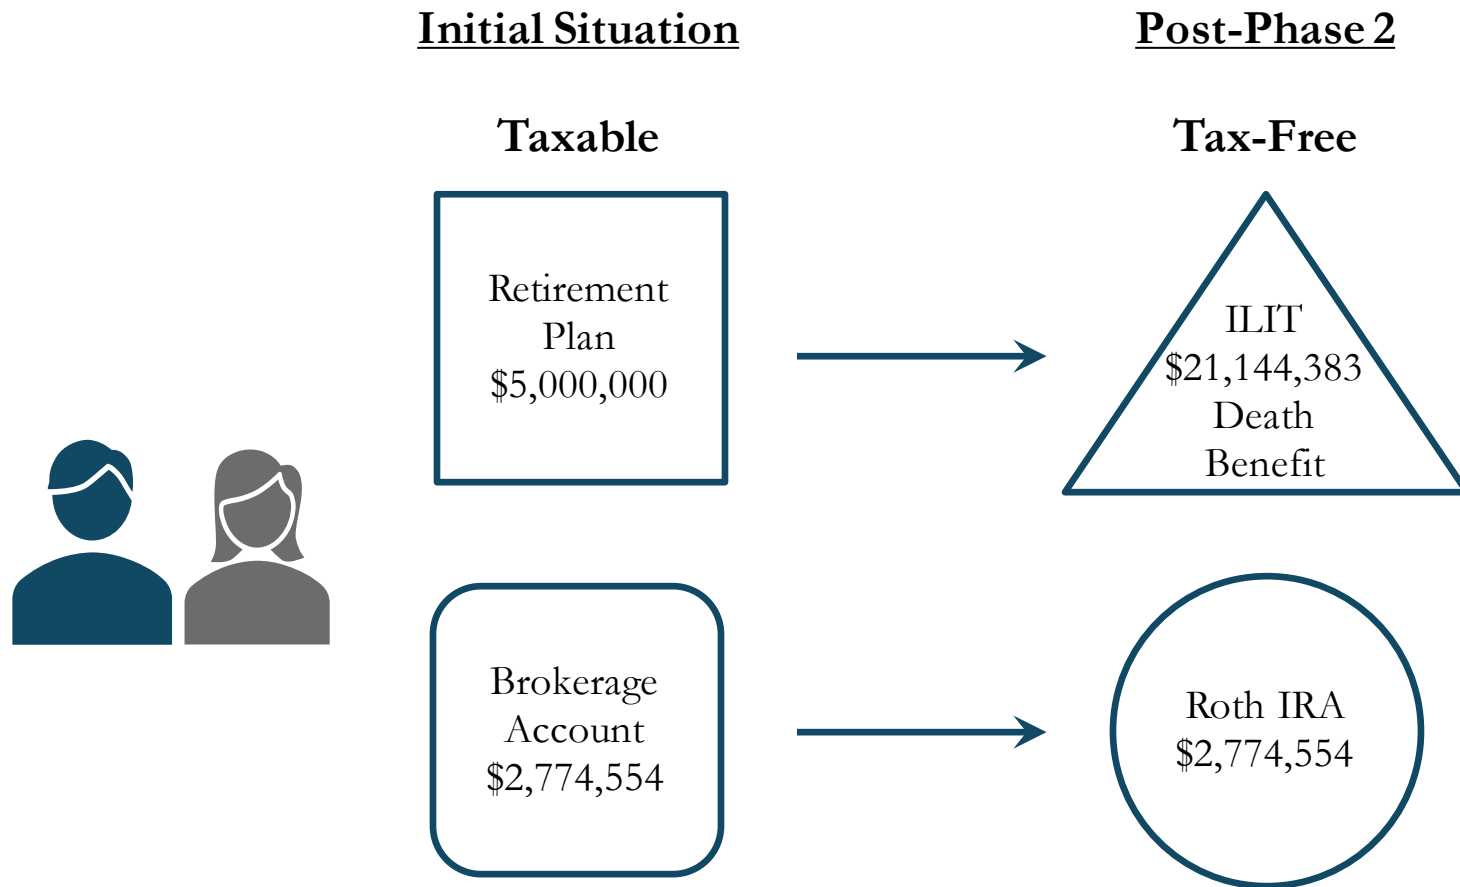 Initial Situation
Post-Phase 2
Taxable
Tax-Free
Retirement
Plan
$5,000,000
ILIT
$21,144,383
Death
Benefit
Brokerage
Account
$2,774,554
Roth IRA
$2,774,554